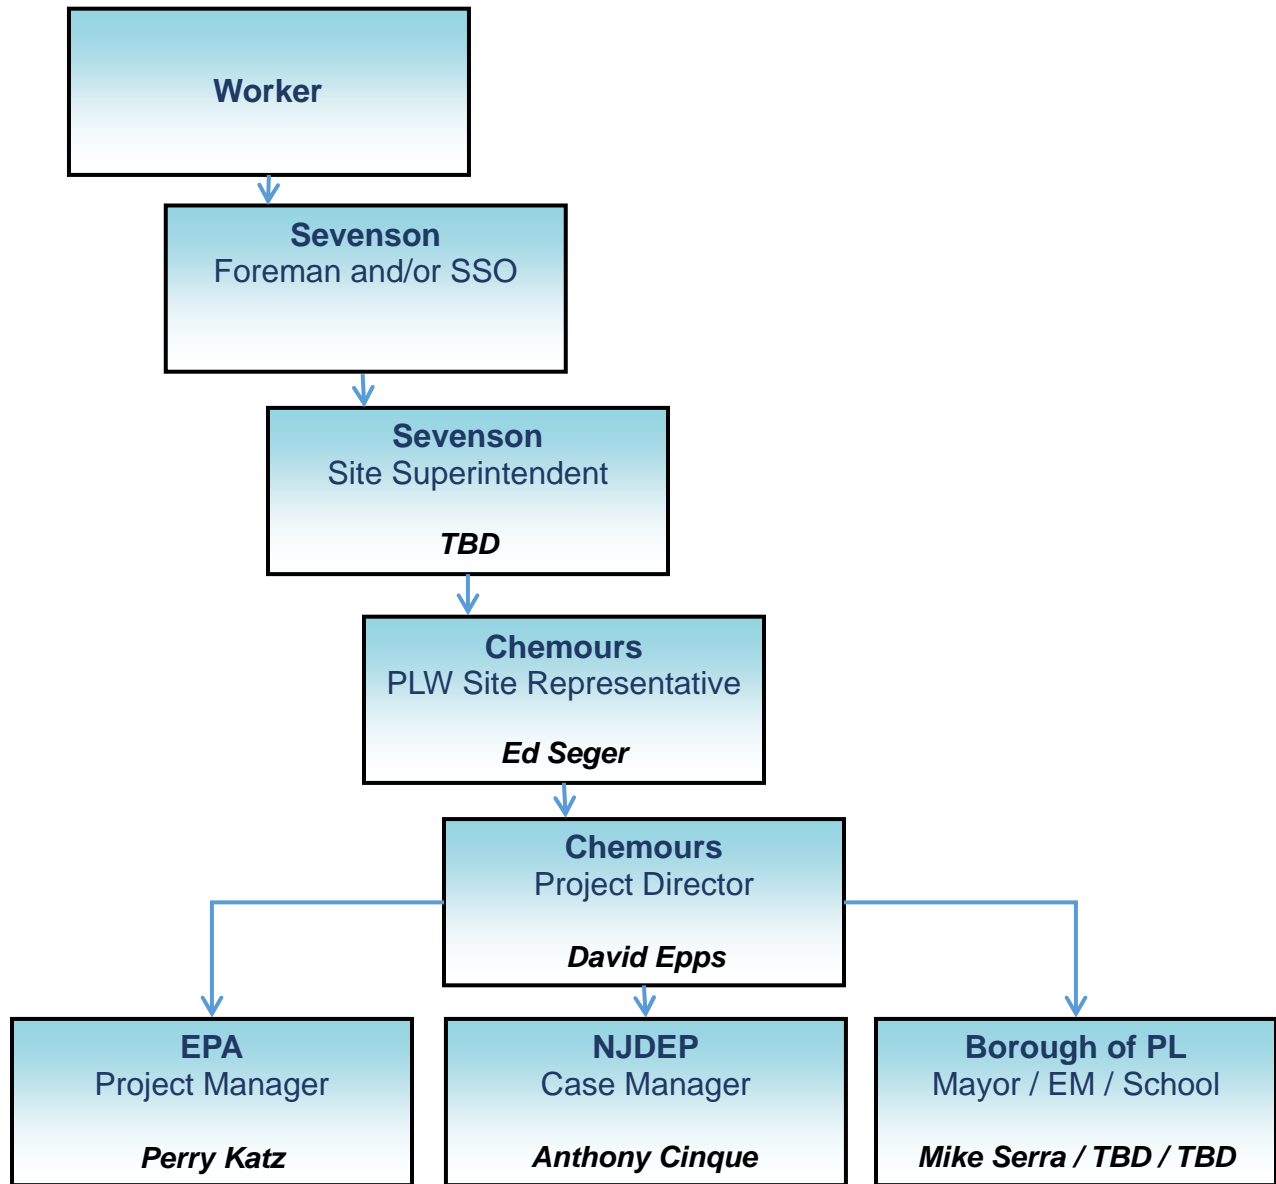 Worker
Sevenson
Foreman and/or SSO
Sevenson
Site Superintendent
TBD
Chemours
PLW Site Representative
Ed Seger
Chemours
Project Director
David Epps
EPA
Project Manager
Perry Katz
NJDEP
Case Manager
Anthony Cinque
Borough of PL
Mayor / EM / School
Mike Serra / TBD / TBD